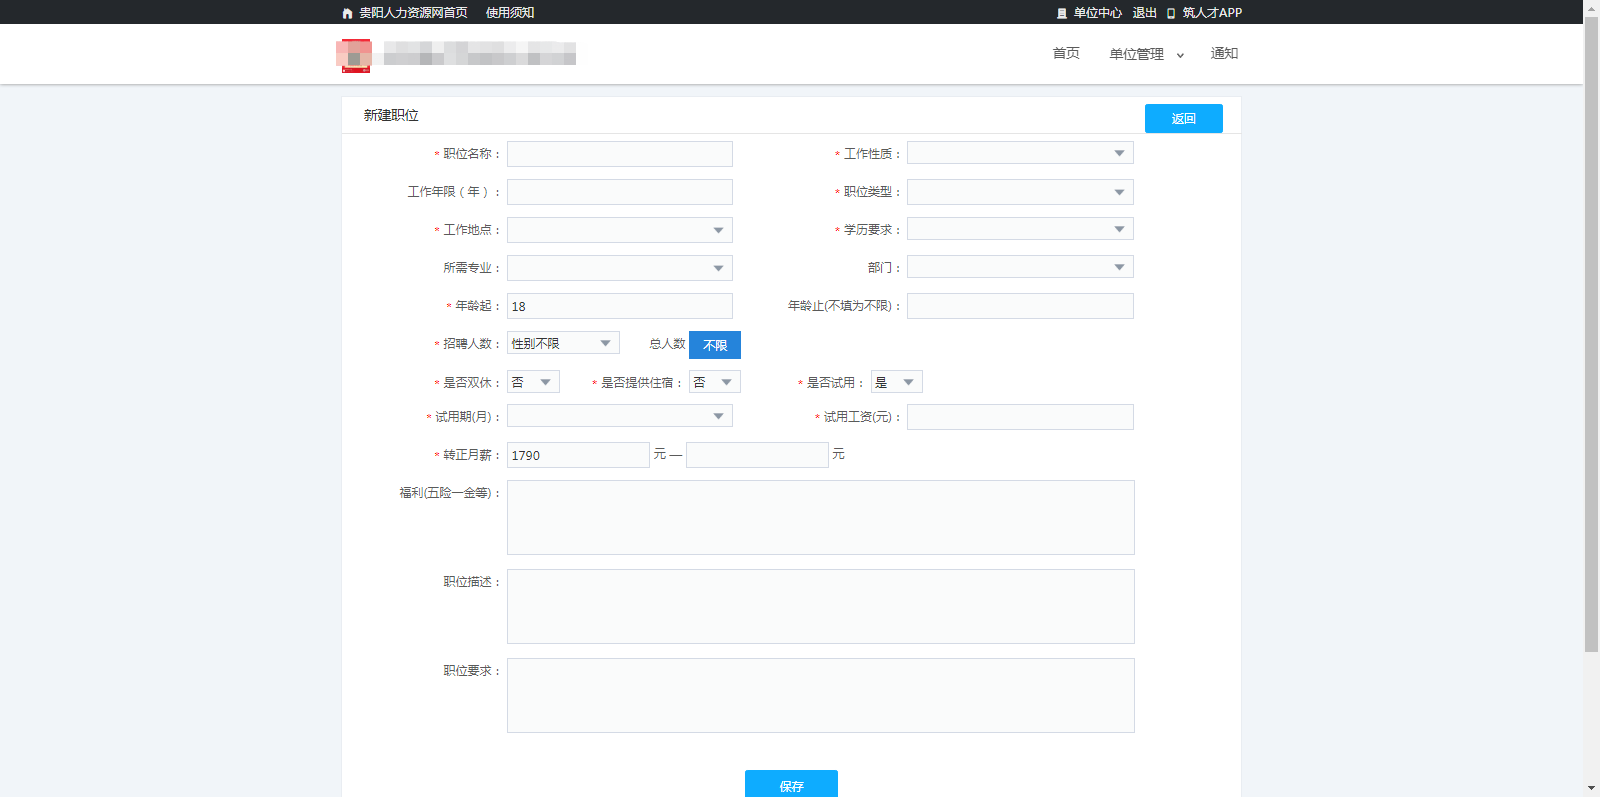 贵阳人力资源网首页 使用须知 单位中心 退出 筑人才APP
首页 单位管理 通知
新建职位 返回
* 职位名称： * 工作性质：
工作年限（年）： * 职位类型：
* 工作地点： * 学历要求：
所需专业： 部门：
* 年龄起： 18 年龄止(不填为不限)：
* 招聘人数： 性别不限 总人数 不限
* 是否双休： 否 * 是否提供住宿： 否 * 是否试用： 是
* 试用期(月)： * 试用工资(元)：
* 转正月薪： 1790 元 — 元
福利(五险一金等)：
职位描述：
职位要求：
保存